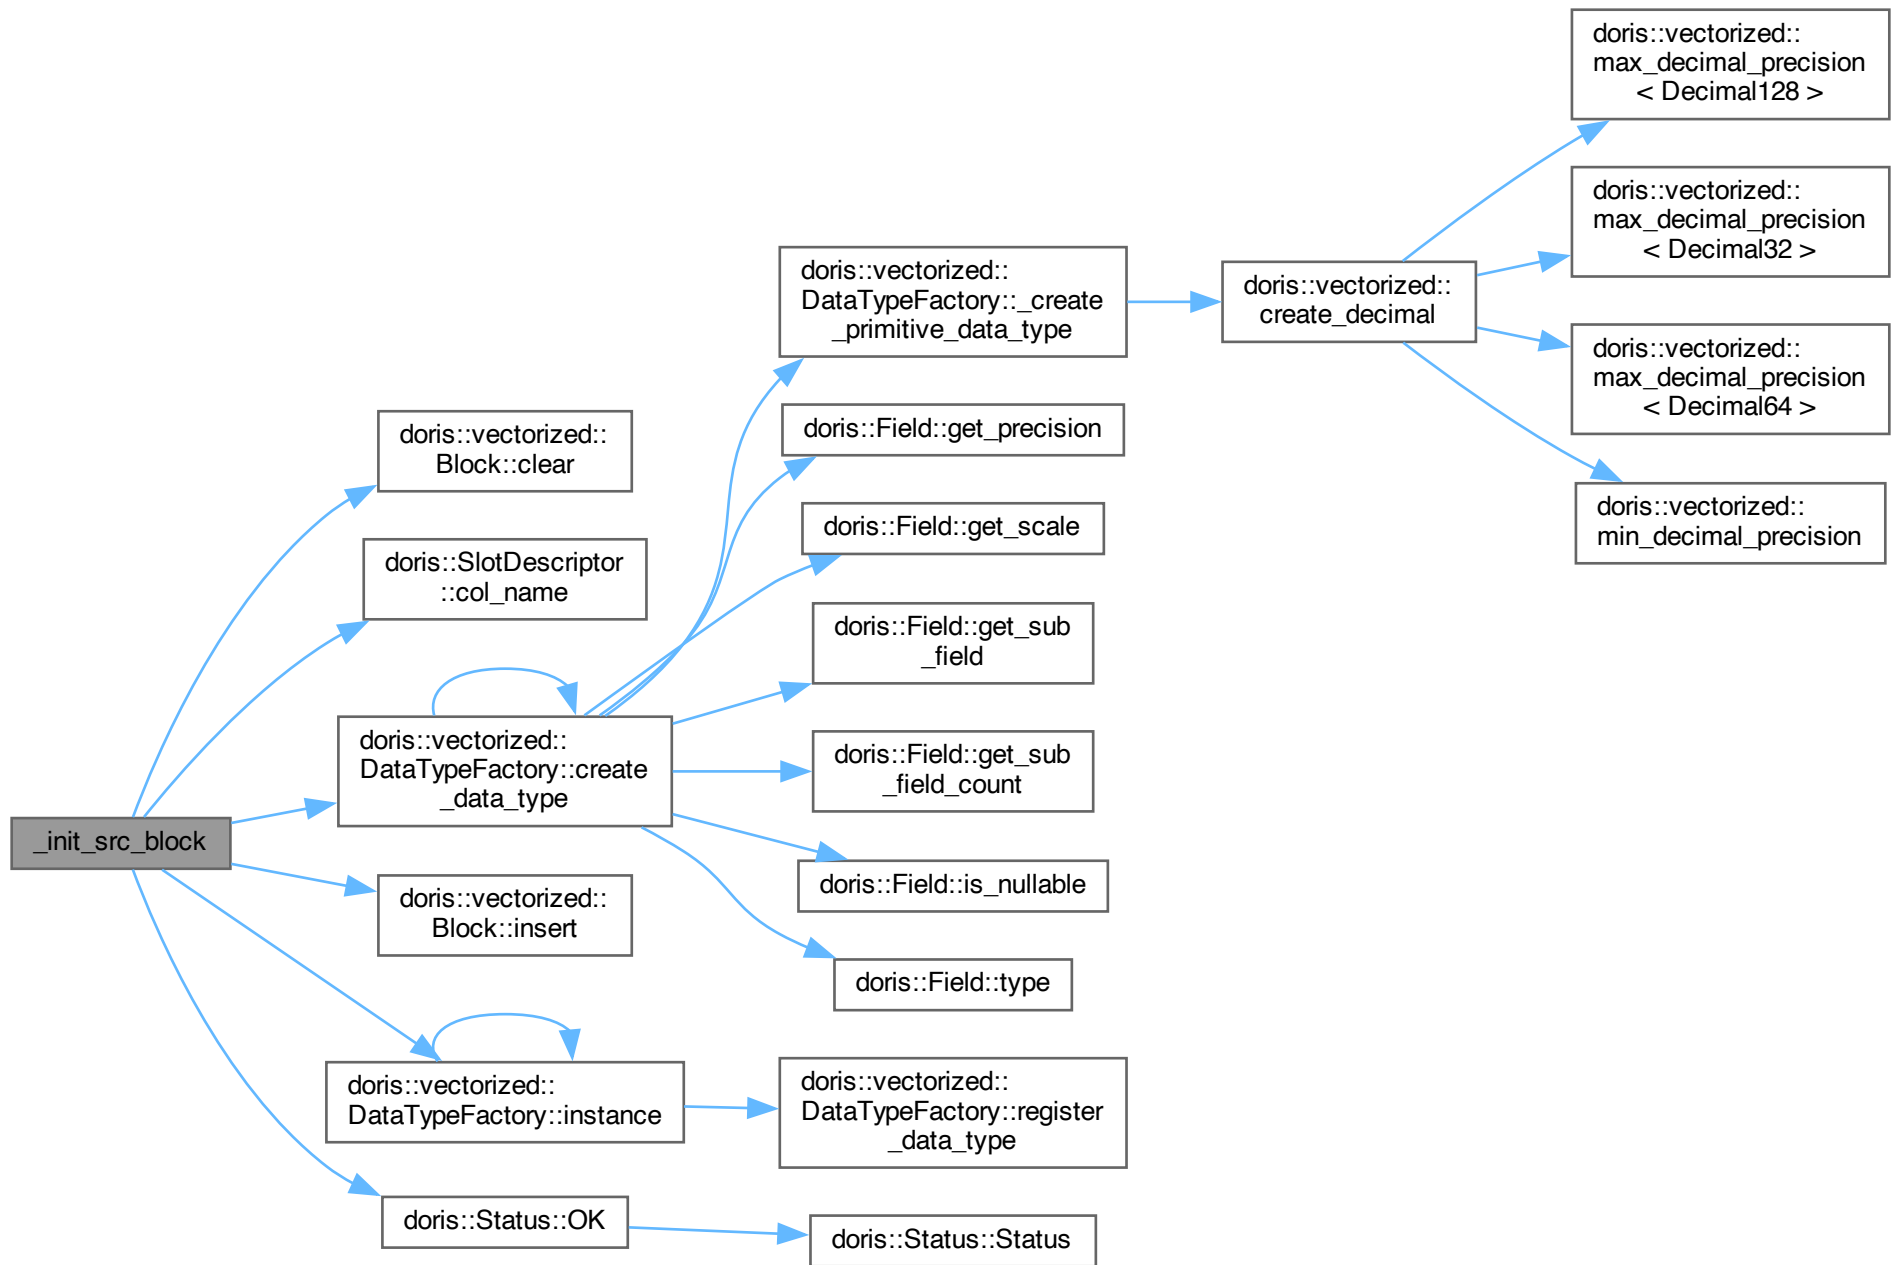 _init_src_block
doris::vectorized::
Block::clear
doris::SlotDescriptor
::col_name
doris::vectorized::
DataTypeFactory::create
_data_type
doris::vectorized::
Block::insert
doris::vectorized::
DataTypeFactory::instance
doris::Status::OK
doris::vectorized::
DataTypeFactory::_create
_primitive_data_type
doris::Field::get_precision
doris::Field::get_scale
doris::Field::get_sub
_field
doris::Field::get_sub
_field_count
doris::Field::is_nullable
doris::Field::type
doris::vectorized::
DataTypeFactory::register
_data_type
doris::Status::Status
doris::vectorized::
create_decimal
doris::vectorized::
max_decimal_precision
< Decimal128 >
doris::vectorized::
max_decimal_precision
< Decimal32 >
doris::vectorized::
max_decimal_precision
< Decimal64 >
doris::vectorized::
min_decimal_precision